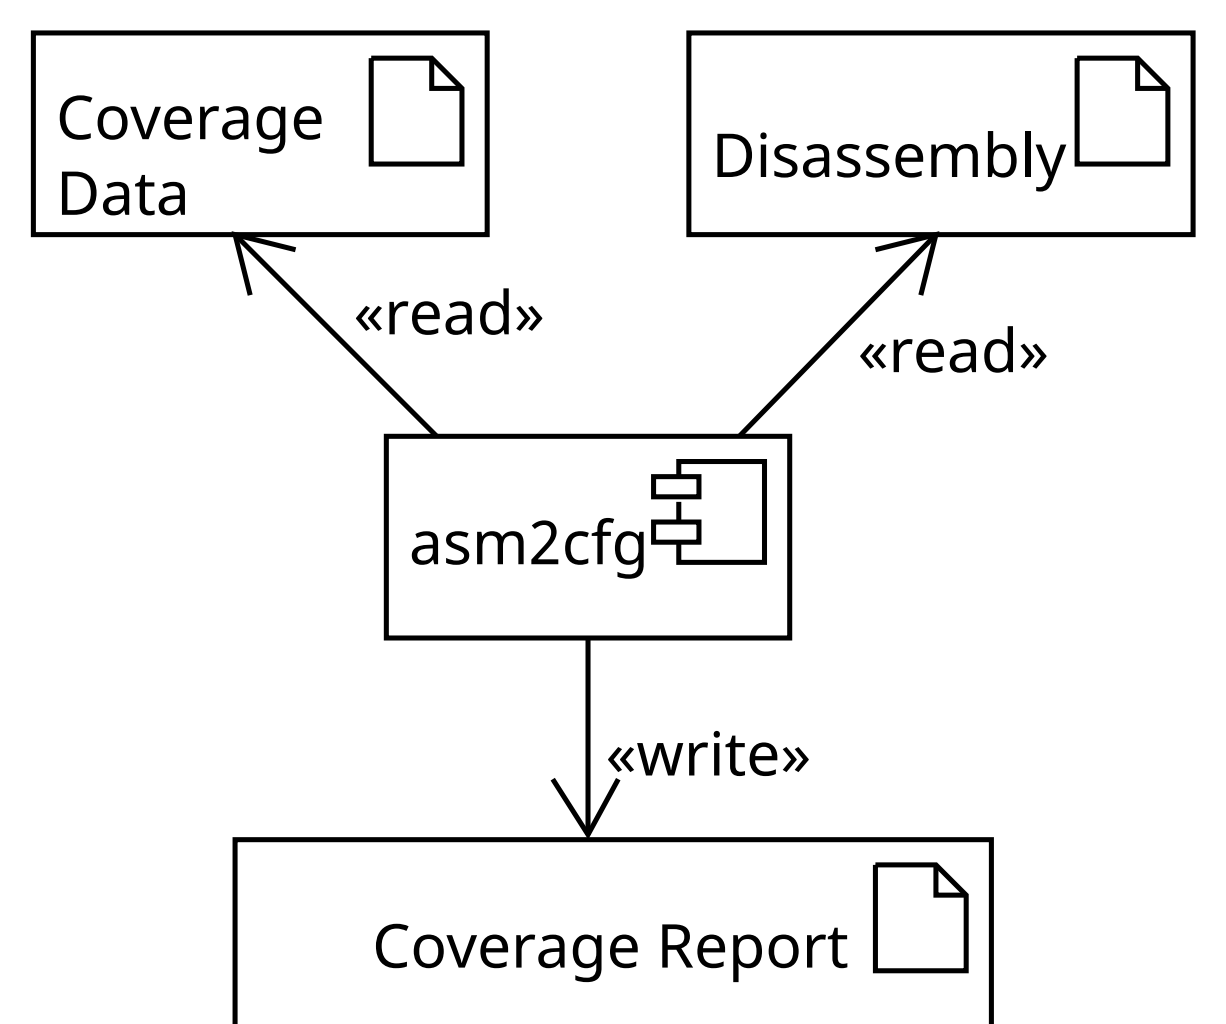 Coverage
Data
Disassembly
«read»
«read»
asm2cfg
«write»
Coverage Report